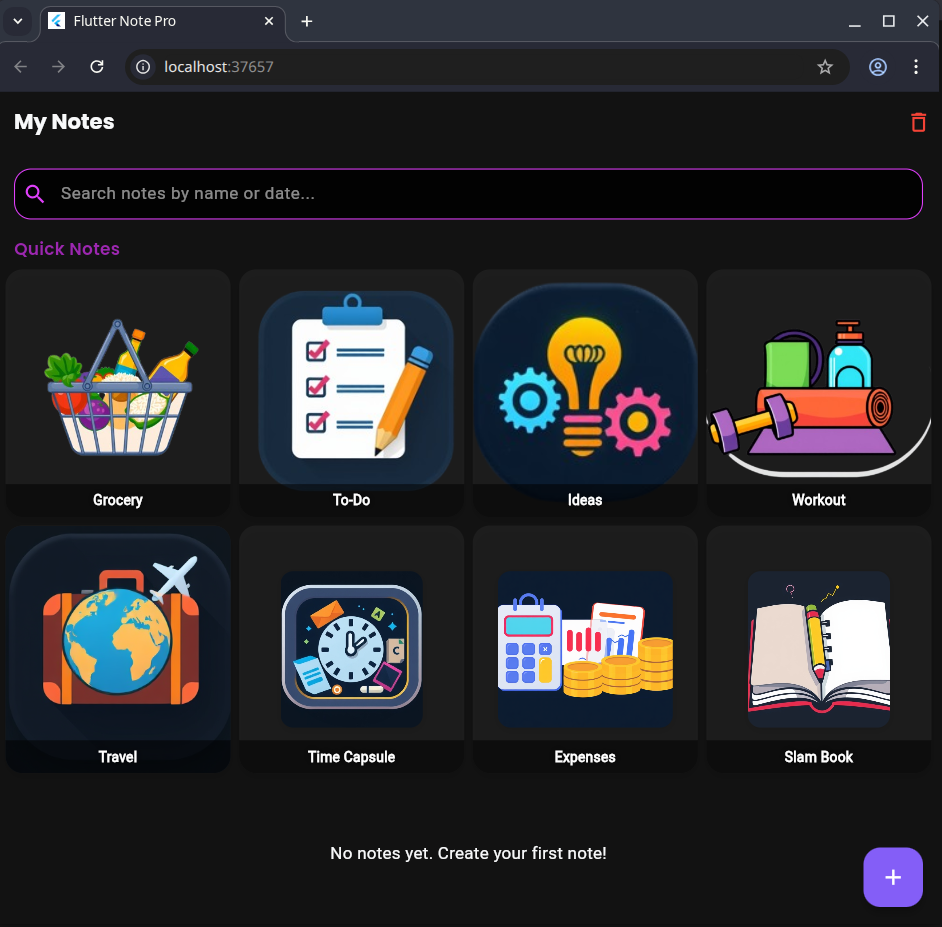 Flutter Note Pro
localhost:37657
My Notes
Search notes by name or date...
Quick Notes
Grocery
To-Do
Ideas
Workout
C
Travel
Time Capsule
Expenses
Slam Book
No notes yet. Create your first note!